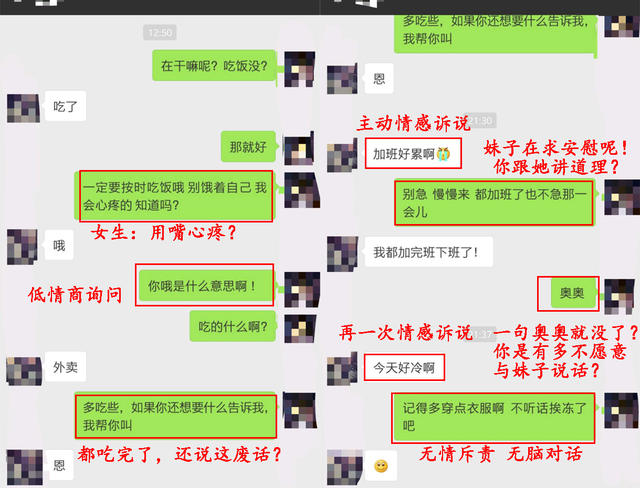 12:50
在干嘛呢？吃饭没？
吃了
那就好
一定要按时吃饭哦 别饿着自己 我
会心疼的 知道吗？
女生：用嘴心疼？
哦
你哦是什么意思啊！
低情商询问
吃的什么啊？
外卖
多吃些，如果你还想要什么告诉我，
我帮你叫
都吃完了，还说这废话？
恩
多吃些，如果你还想要什么告诉我，
我帮你叫
恩
21:30
主动情感诉说
加班好累啊
妹子在求安慰呢！
你跟她讲道理？
别急 慢慢来 都加班了也不急那一
会儿
我都加完班下班了！
奥奥
再一次情感诉说
一句奥奥就没了？
你是有多不愿意
与妹子说话？
21:37
今天好冷啊
记得多穿点衣服啊 不听话挨冻了
吧
无情斥责 无脑对话